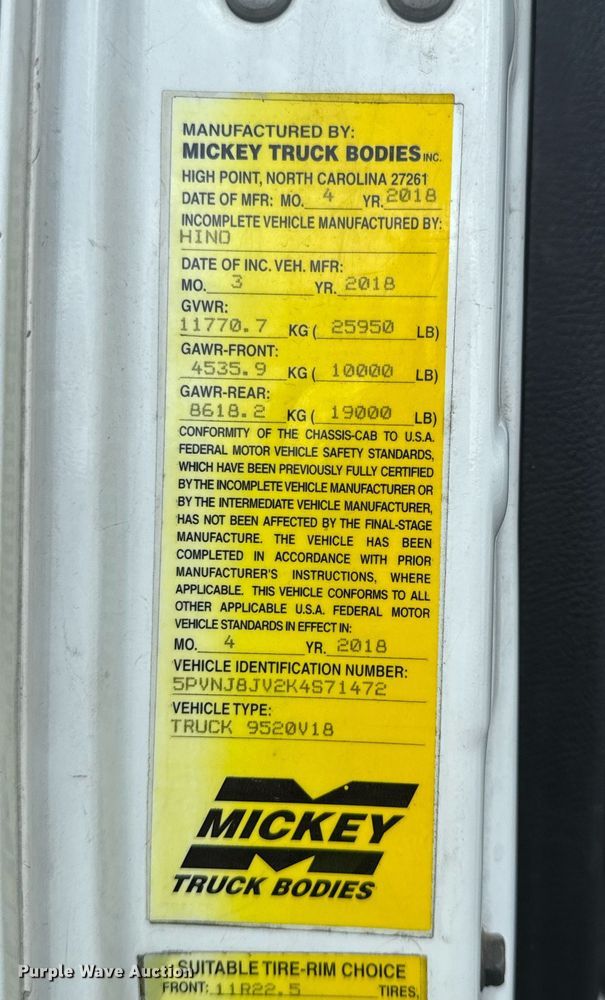 MANUFACTURED BY:
MICKEY TRUCK BODIES INC.
HIGH POINT, NORTH CAROLINA 27261
DATE OF MFR: MO. 4 YR. 2018
INCOMPLETE VEHICLE MANUFACTURED BY:
HINO
DATE OF INC. VEH. MFR:
MO. 3 YR. 2018
GVWR:
11770.7 KG ( 25950 LB)
GAWR-FRONT:
4535.9 KG ( 10000 LB)
GAWR-REAR:
8618.2 KG ( 19000 LB)
CONFORMITY OF THE CHASSIS-CAB TO U.S.A.
FEDERAL MOTOR VEHICLE SAFETY STANDARDS,
WHICH HAVE BEEN PREVIOUSLY FULLY CERTIFIED
BY THE INCOMPLETE VEHICLE MANUFACTURER OR
BY THE INTERMEDIATE VEHICLE MANUFACTURER,
HAS NOT BEEN AFFECTED BY THE FINAL-STAGE
MANUFACTURE. THE VEHICLE HAS BEEN
COMPLETED IN ACCORDANCE WITH PRIOR
MANUFACTURER'S INSTRUCTIONS, WHERE
APPLICABLE. THIS VEHICLE CONFORMS TO ALL
OTHER APPLICABLE U.S.A. FEDERAL MOTOR
VEHICLE STANDARDS IN EFFECT IN:
MO. 4 YR. 2018
VEHICLE IDENTIFICATION NUMBER:
5PVNJ8JV2K4S71472
VEHICLE TYPE:
TRUCK 9520V18
MICKEY
TRUCK BODIES
SUITABLE TIRE-RIM CHOICE
FRONT: 11R22.5 TIRES,
Purple Wave Auction